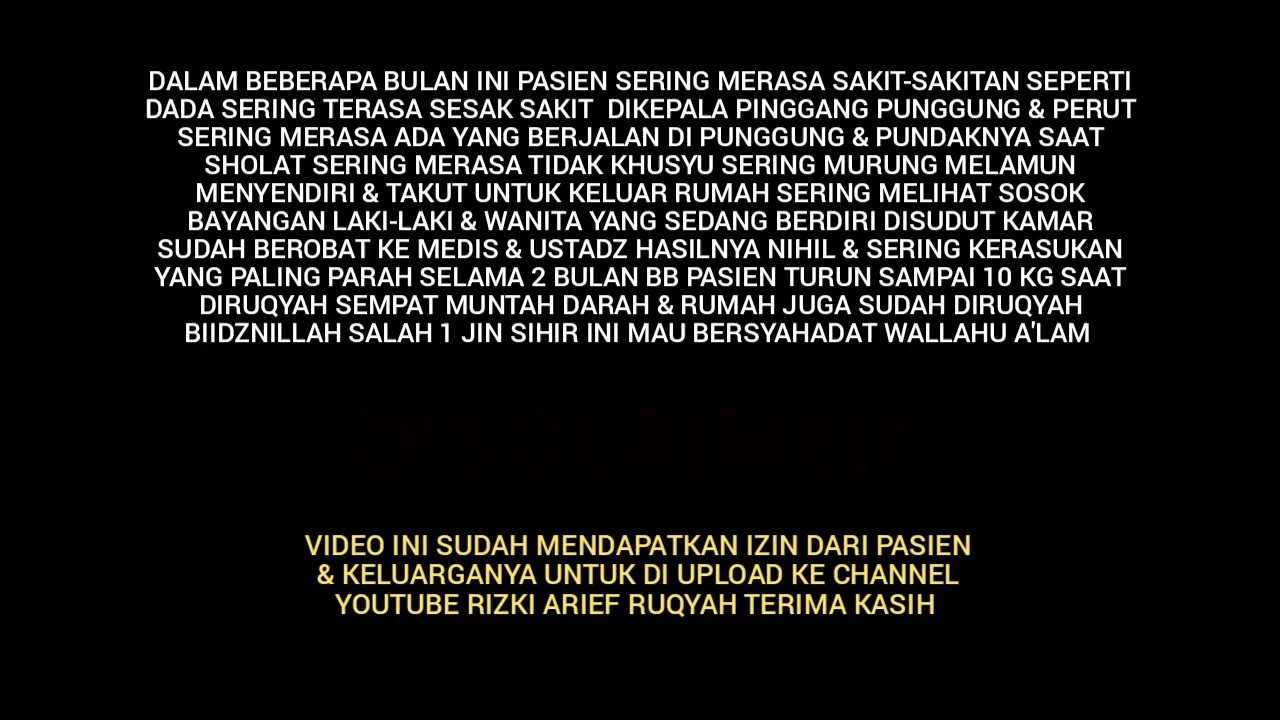 DALAM BEBERAPA BULAN INI PASIEN SERING MERASA SAKIT-SAKITAN SEPERTI
DADA SERING TERASA SESAK SAKIT DIKEPALA PINGGANG PUNGGUNG & PERUT
SERING MERASA ADA YANG BERJALAN DI PUNGGUNG & PUNDAKNYA SAAT
SHOLAT SERING MERASA TIDAK KHUSYU SERING MURUNG MELAMUN
MENYENDIRI & TAKUT UNTUK KELUAR RUMAH SERING MELIHAT SOSOK
BAYANGAN LAKI-LAKI & WANITA YANG SEDANG BERDIRI DISUDUT KAMAR
SUDAH BEROBAT KE MEDIS & USTADZ HASILNYA NIHIL & SERING KERASUKAN
YANG PALING PARAH SELAMA 2 BULAN BB PASIEN TURUN SAMPAI 10 KG SAAT
DIRUQYAH SEMPAT MUNTAH DARAH & RUMAH JUGA SUDAH DIRUQYAH
BIIDZNILLAH SALAH 1 JIN SIHIR INI MAU BERSYAHADAT WALLAHU A'LAM
DISCLAIMER
VIDEO INI SUDAH MENDAPATKAN IZIN DARI PASIEN
& KELUARGANYA UNTUK DI UPLOAD KE CHANNEL
YOUTUBE RIZKI ARIEF RUQYAH TERIMA KASIH